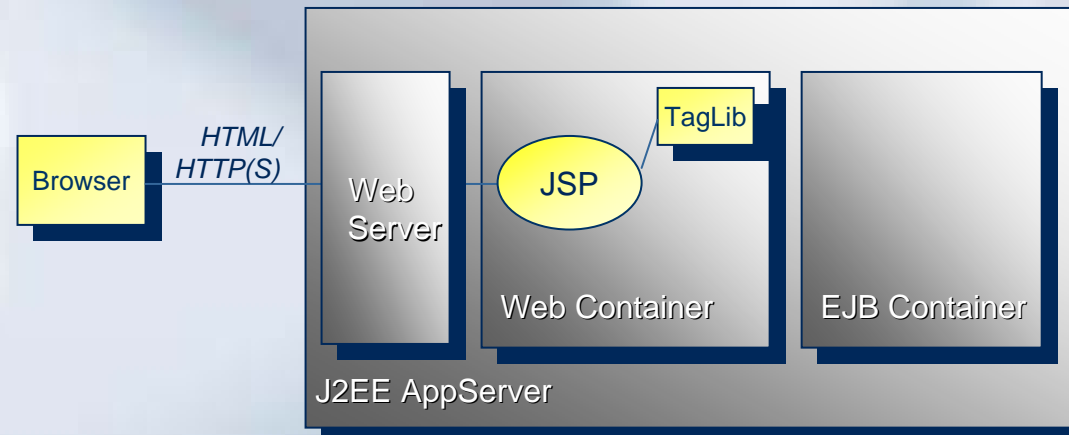 TagLib
HTML/
HTTP(S)
Browser
Web
Server
JSP
Web Container
EJB Container
J2EE AppServer